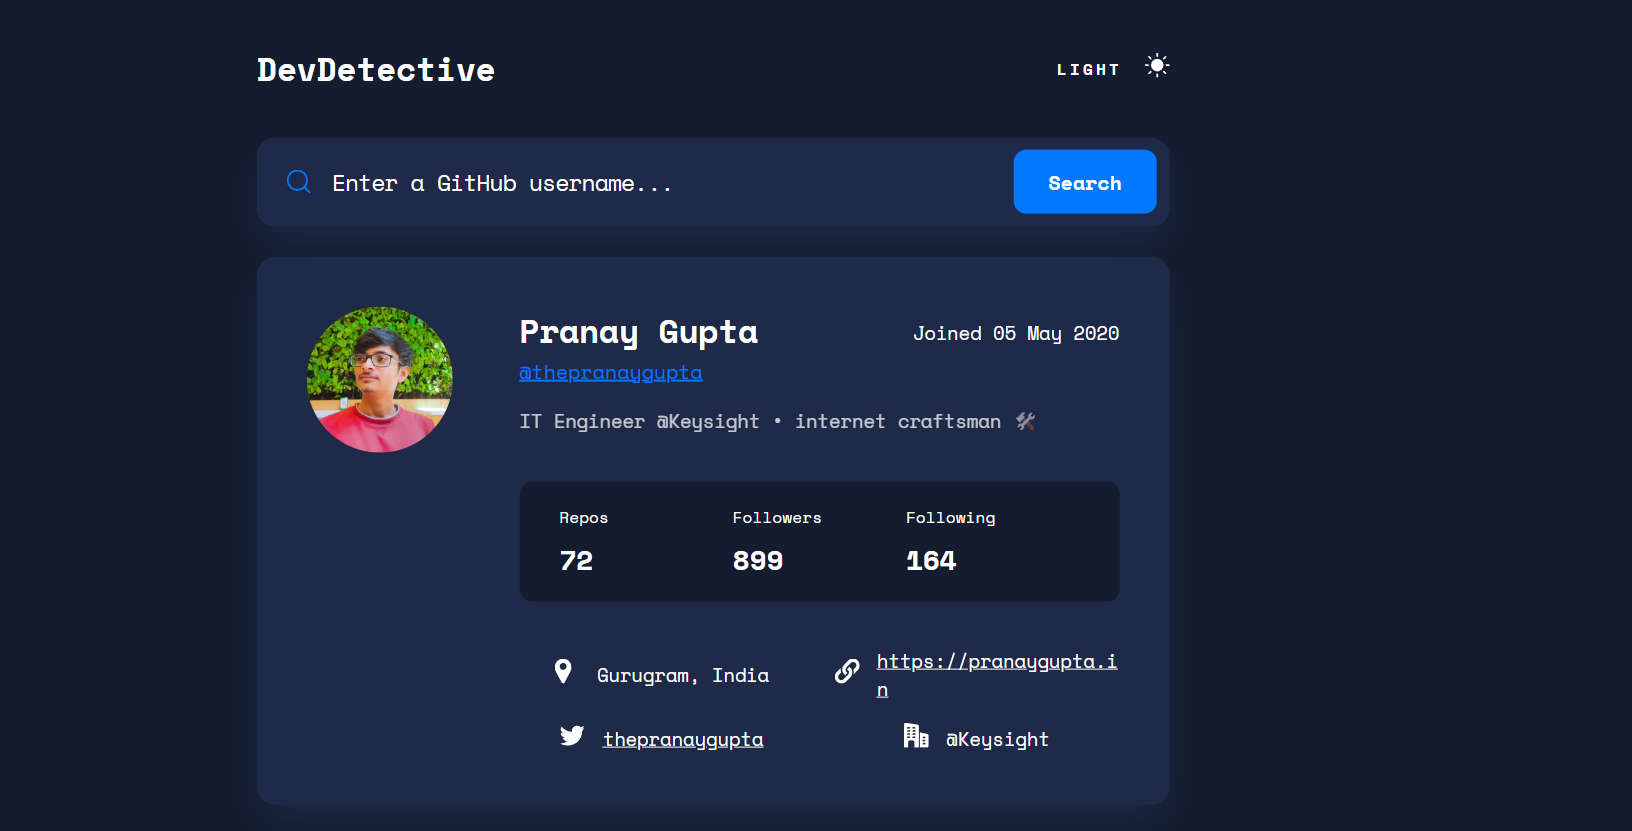 DevDetective
LIGHT
Enter a GitHub username...
Search
Pranay Gupta
Joined 05 May 2020
@thepranaygupta
IT Engineer @Keysight • internet craftsman 🛠️
Repos Followers Following
72 899 164
Gurugram, India
https://pranaygupta.i
n
thepranaygupta
@Keysight